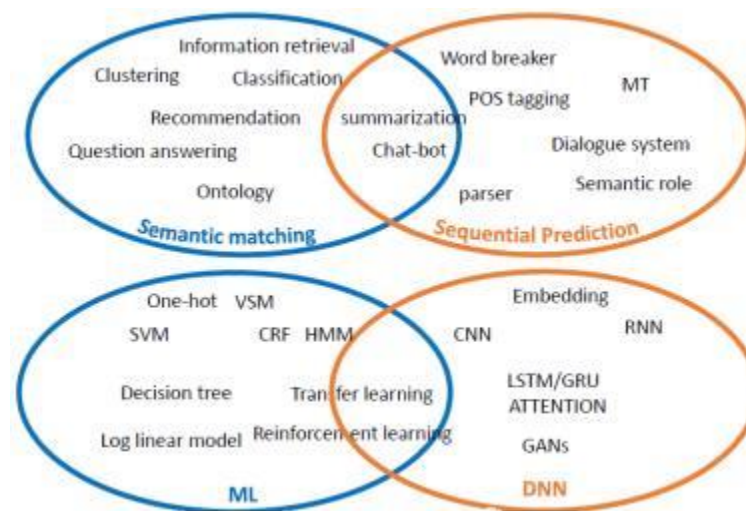 Information retrieval
Word breaker
Clustering
Classification
MT
POS tagging
Recommendation
summarization
Question answering
Chat-bot
Dialogue system
Ontology
parser
Semantic role
Semantic matching
Sequential Prediction
One-hot VSM
Embedding
SVM
CRF HMM
CNN
RNN
Decision tree
Transfer learning
LSTM/GRU
ATTENTION
Log linear model
Reinforcement learning
GANs
ML
DNN